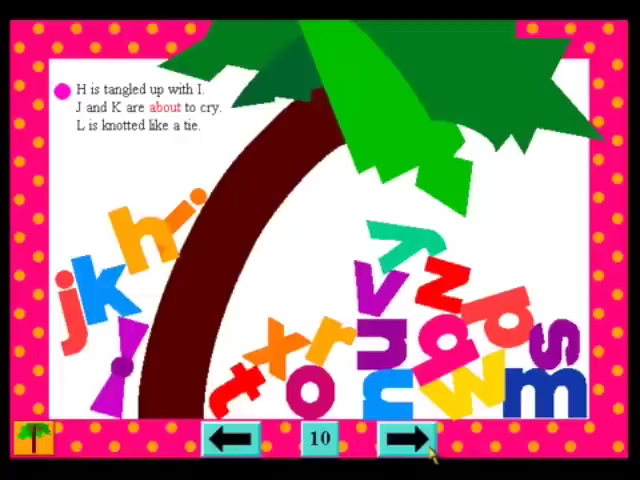 H is tangled up with I.
J and K are about to cry.
L is knotted like a tie.
h i
j k
y
v z
x r n q p s
t o u w m
10